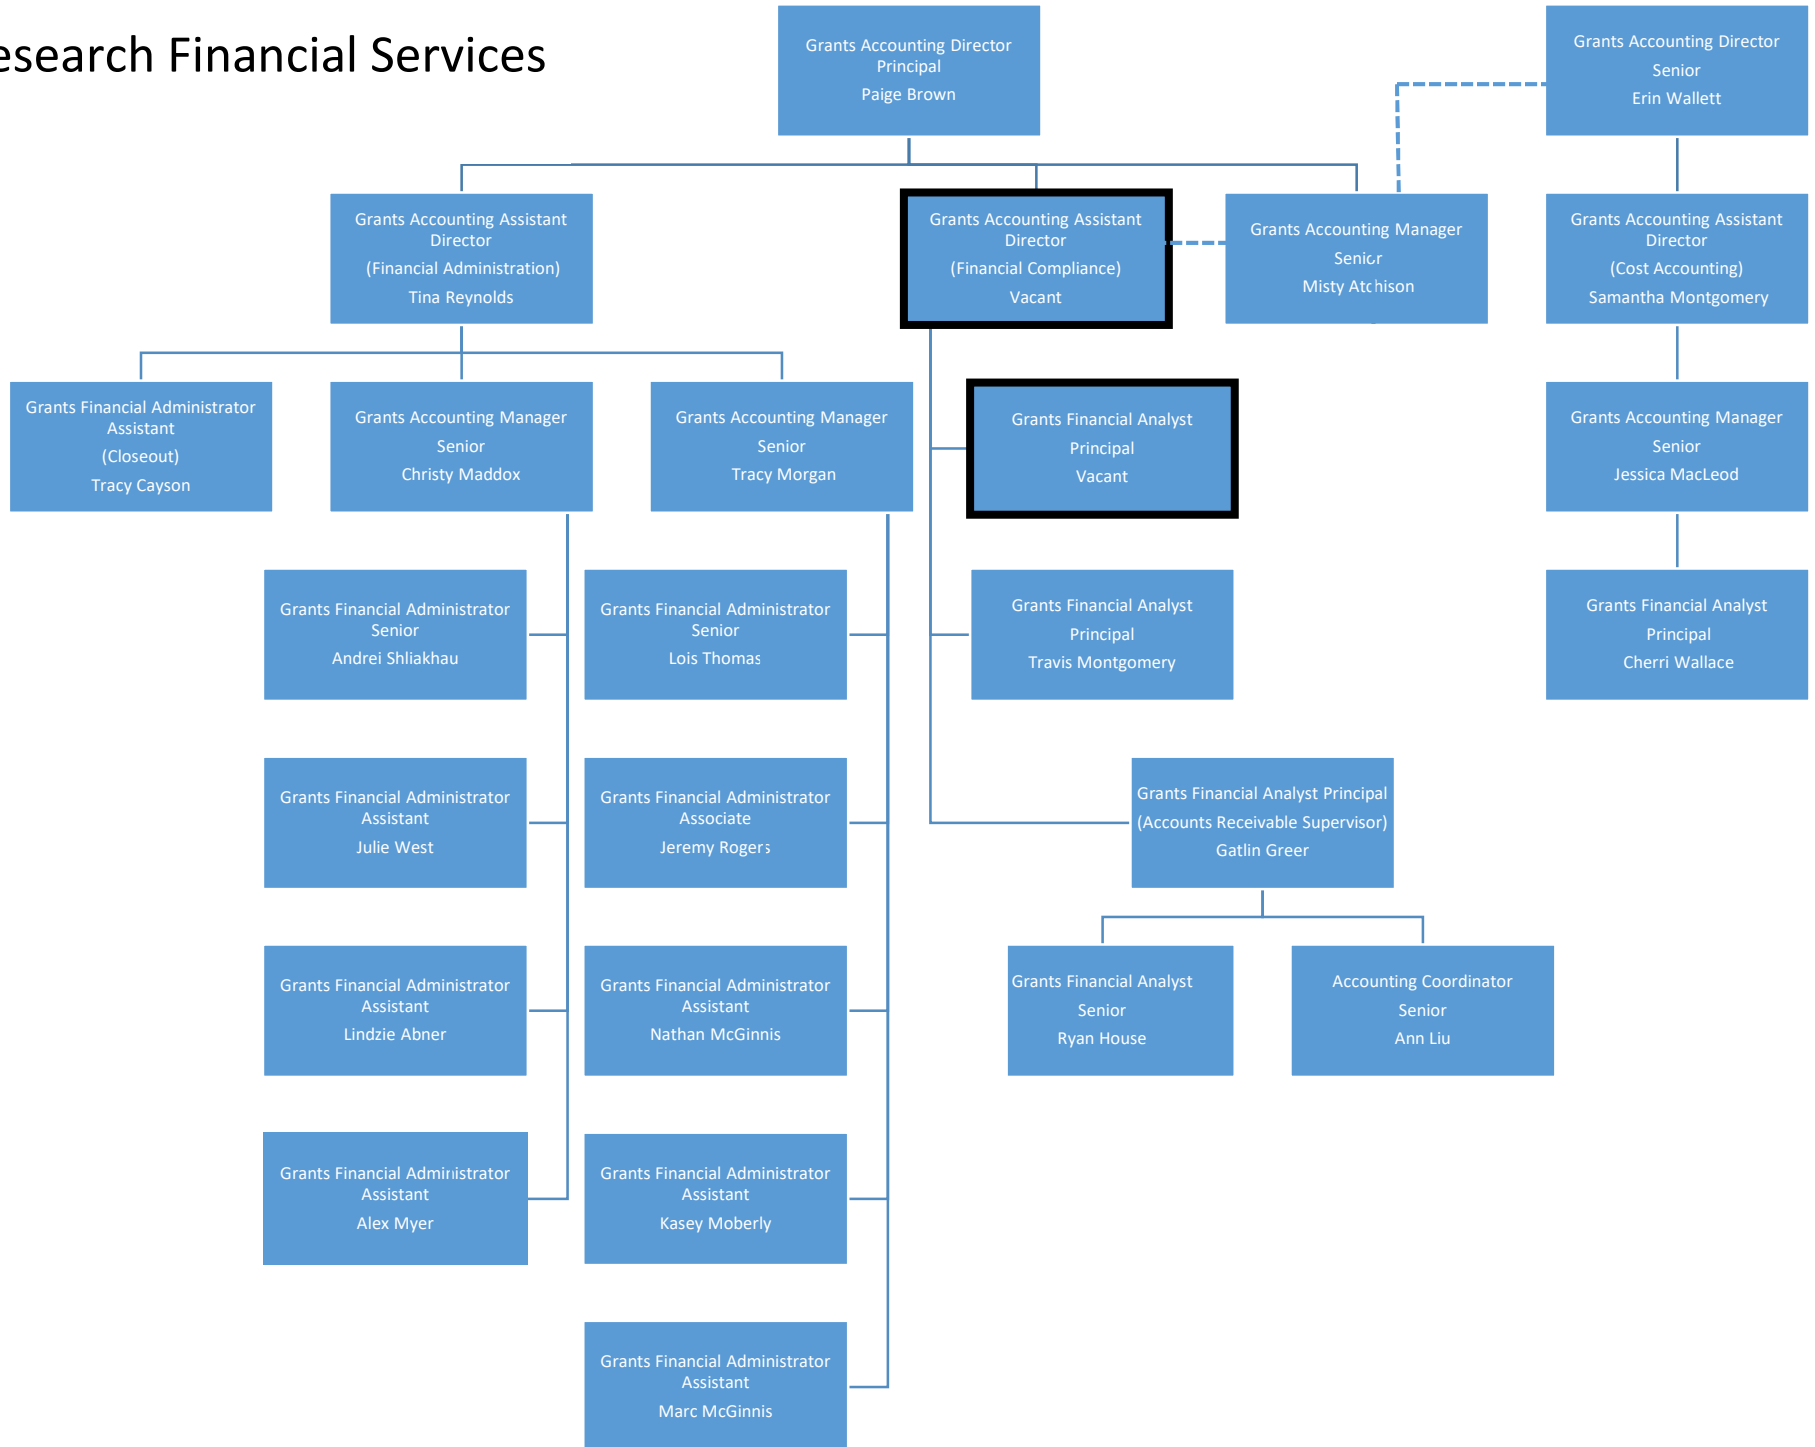 esearch Financial Services
Grants Accounting Director
Principal
Paige Brown
Grants Accounting Director
Senior
Erin Wallett
Grants Accounting Assistant
Director
(Financial Administration)
Tina Reynolds
Grants Accounting Assistant
Director
(Financial Compliance)
Vacant
Grants Accounting Manager
Senior
Misty Atchison
Grants Accounting Assistant
Director
(Cost Accounting)
Samantha Montgomery
Grants Financial Administrator
Assistant
(Closeout)
Tracy Cayson
Grants Accounting Manager
Senior
Christy Maddox
Grants Accounting Manager
Senior
Tracy Morgan
Grants Financial Analyst
Principal
Vacant
Grants Accounting Manager
Senior
Jessica MacLeod
Grants Financial Administrator
Senior
Andrei Shliakhau
Grants Financial Administrator
Senior
Lois Thomas
Grants Financial Analyst
Principal
Travis Montgomery
Grants Financial Analyst
Principal
Cherri Wallace
Grants Financial Administrator
Assistant
Julie West
Grants Financial Administrator
Associate
Jeremy Rogers
Grants Financial Analyst Principal
(Accounts Receivable Supervisor)
Gatlin Greer
Grants Financial Administrator
Assistant
Lindzie Abner
Grants Financial Administrator
Assistant
Nathan McGinnis
Grants Financial Analyst
Senior
Ryan House
Accounting Coordinator
Senior
Ann Liu
Grants Financial Administrator
Assistant
Alex Myer
Grants Financial Administrator
Assistant
Kasey Moberly
Grants Financial Administrator
Assistant
Marc McGinnis